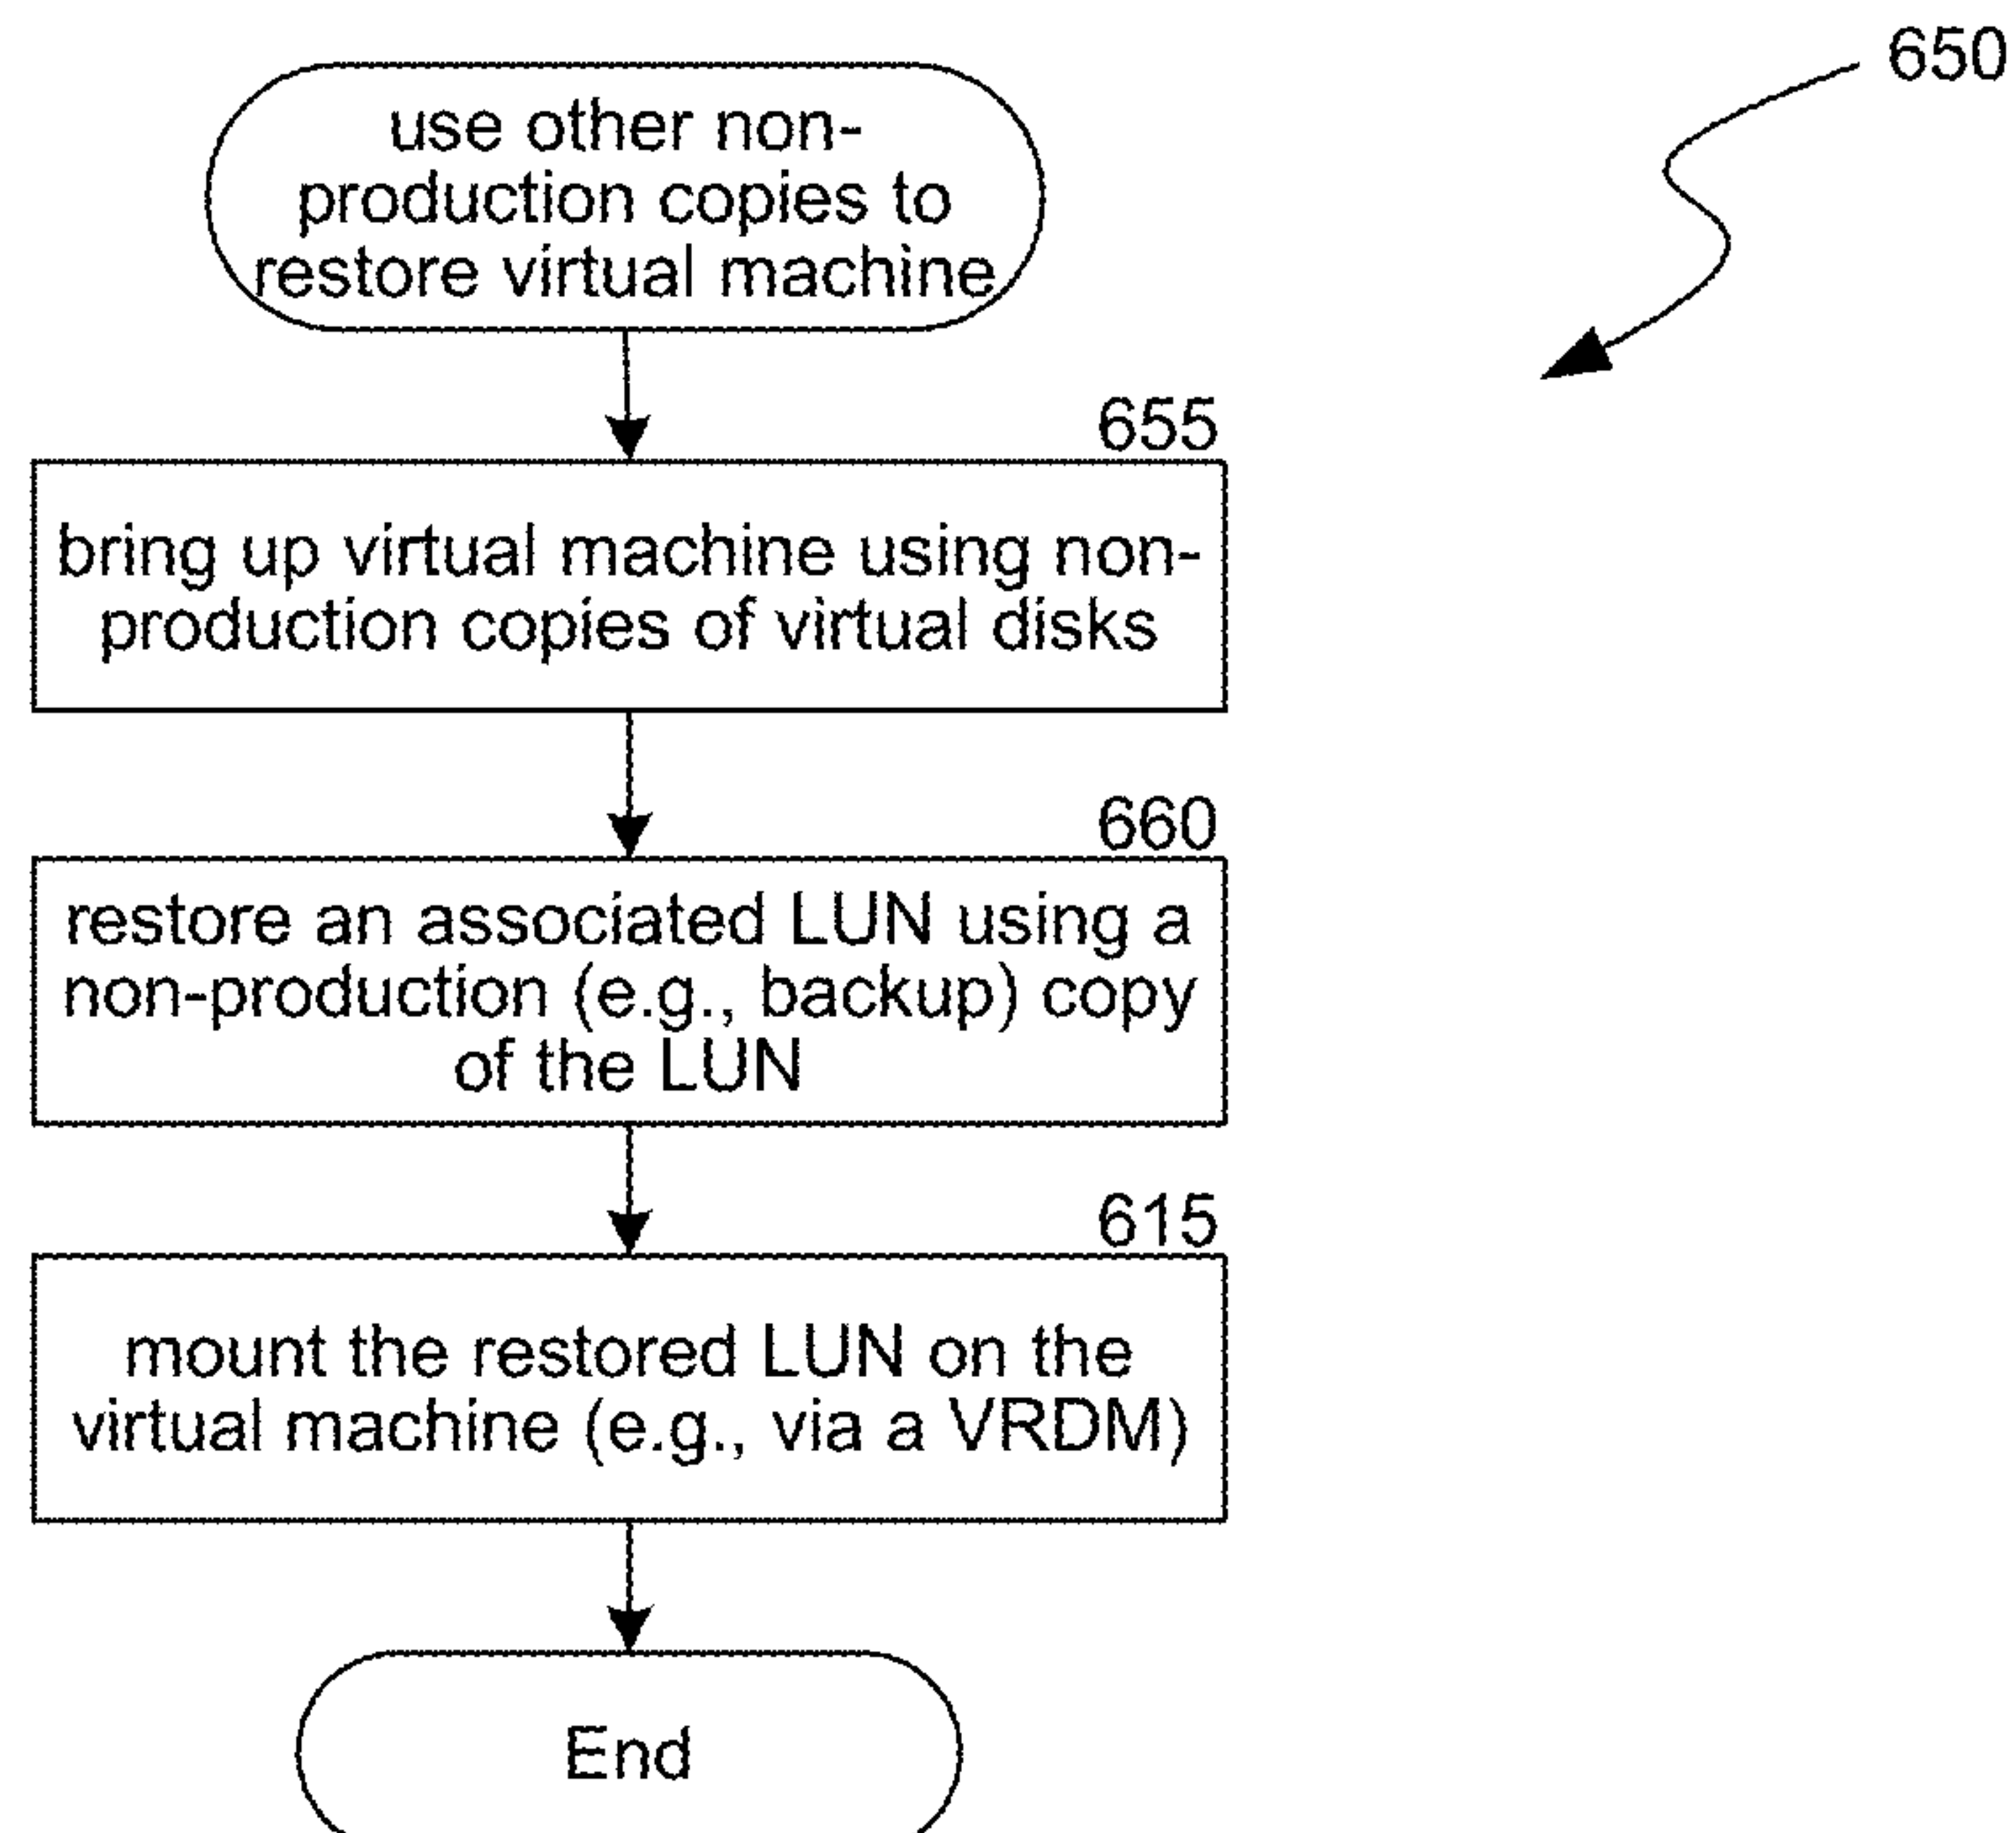 650
use other non-
production copies to
restore virtual machine
655
bring up virtual machine using non-
production copies of virtual disks
660
restore an associated LUN using a
non-production (e.g., backup) copy
of the LUN
615
mount the restored LUN on the
virtual machine (e.g., via a VRDM)
End